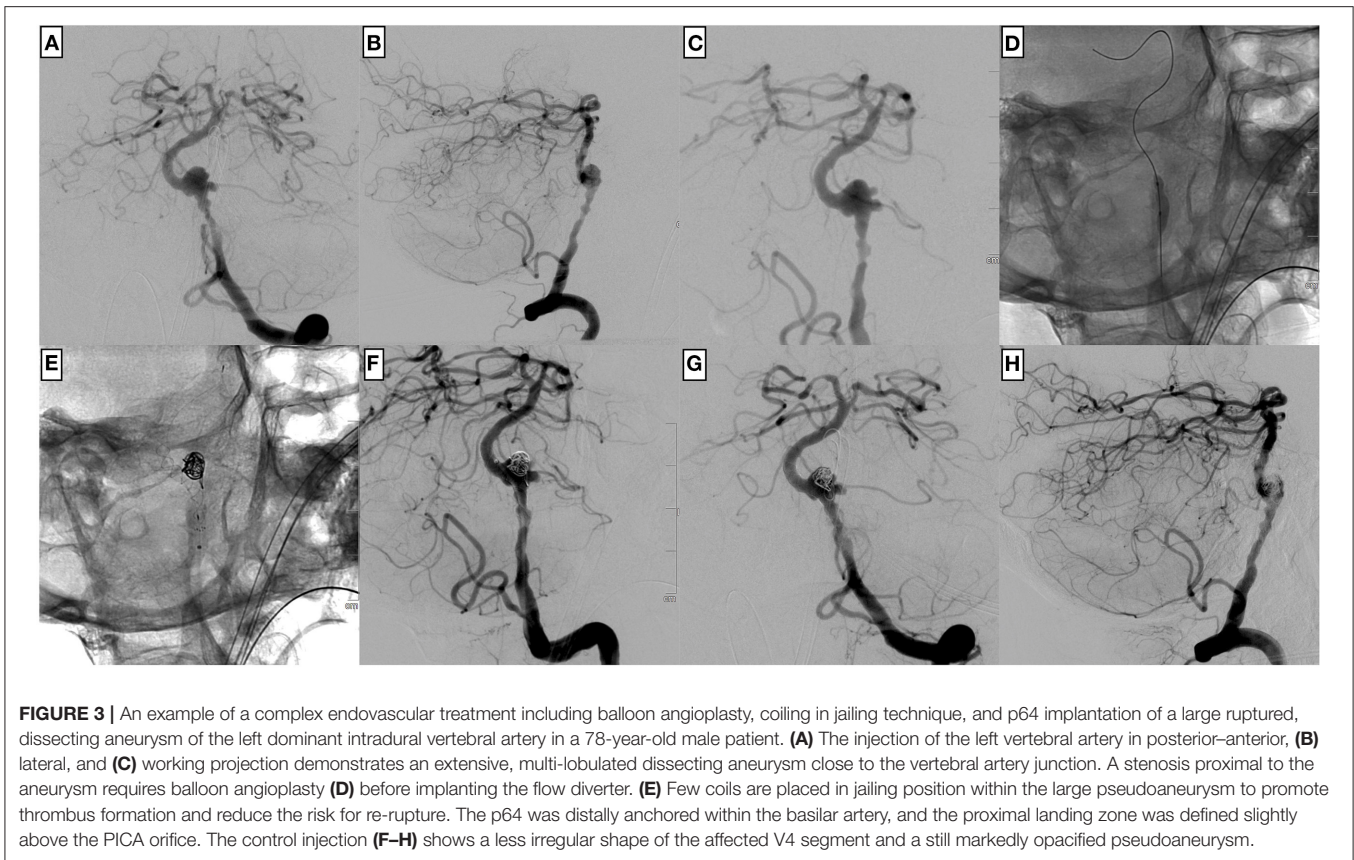 A
B
C
D
cm
cm
E
F
G
H
cm
cm
FIGURE 3 | An example of a complex endovascular treatment including balloon angioplasty, coiling in jailing technique, and p64 implantation of a large ruptured,
dissecting aneurysm of the left dominant intradural vertebral artery in a 78-year-old male patient. (A) The injection of the left vertebral artery in posterior–anterior, (B)
lateral, and (C) working projection demonstrates an extensive, multi-lobulated dissecting aneurysm close to the vertebral artery junction. A stenosis proximal to the
aneurysm requires balloon angioplasty (D) before implanting the flow diverter. (E) Few coils are placed in jailing position within the large pseudoaneurysm to promote
thrombus formation and reduce the risk for re-rupture. The p64 was distally anchored within the basilar artery, and the proximal landing zone was defined slightly
above the PICA orifice. The control injection (F–H) shows a less irregular shape of the affected V4 segment and a still markedly opacified pseudoaneurysm.